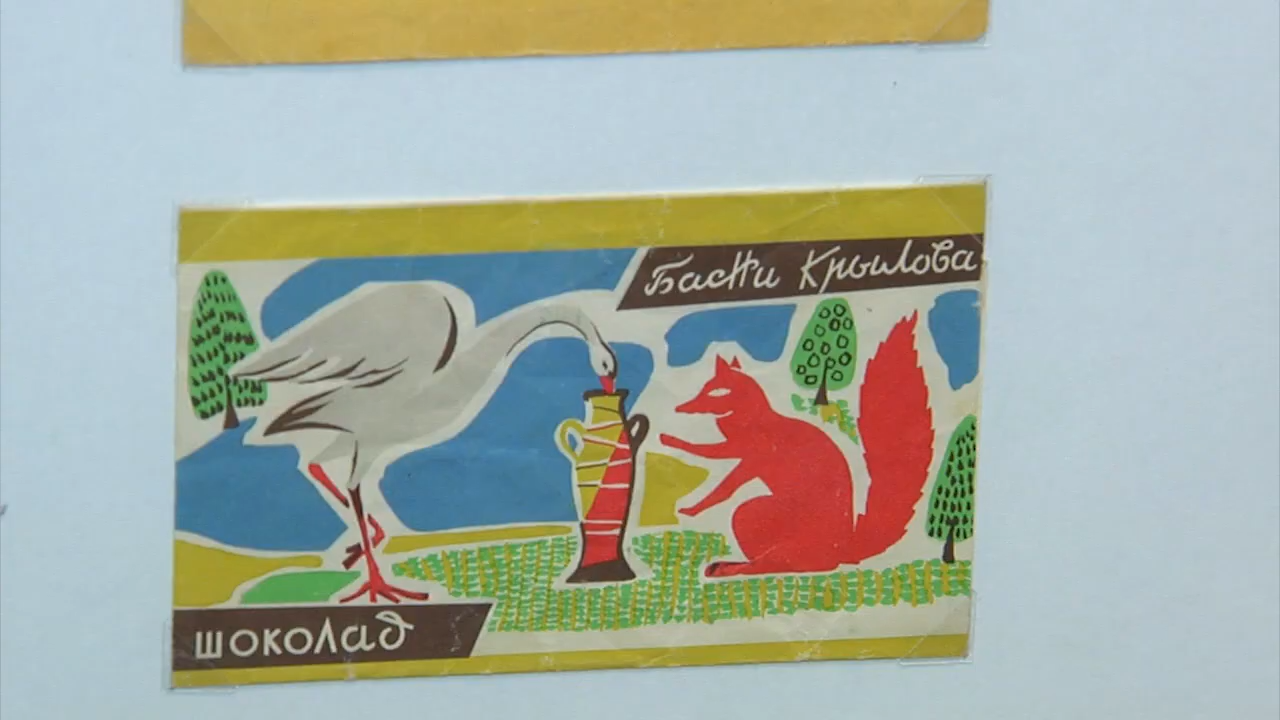 Басни Крылова
шоколад